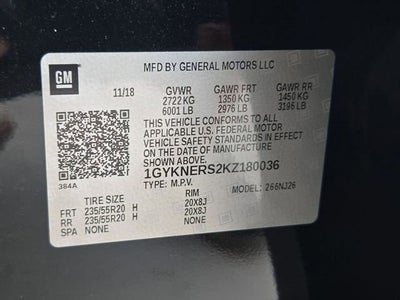 GM
MFD BY GENERAL MOTORS LLC
11/18 GVWR GAWR FRT GAWR RR
2722 KG 1350 KG 1450 KG
6001 LB 2976 LB 3196 LB
THIS VEHICLE CONFORMS TO ALL
APPLICABLE U.S. FEDERAL MOTOR
VEHICLE SAFETY STANDARDS IN EFFECT
ON THE DATE OF MANUFACTURE
SHOWN ABOVE.
1GYKNERS2KZ180036
384A TYPE: M.P.V. 266NJ26
TIRE SIZE RIM
FRT 235/55R20 H 20X8J
RR 235/55R20 H 20X8J
SPA NONE NONE